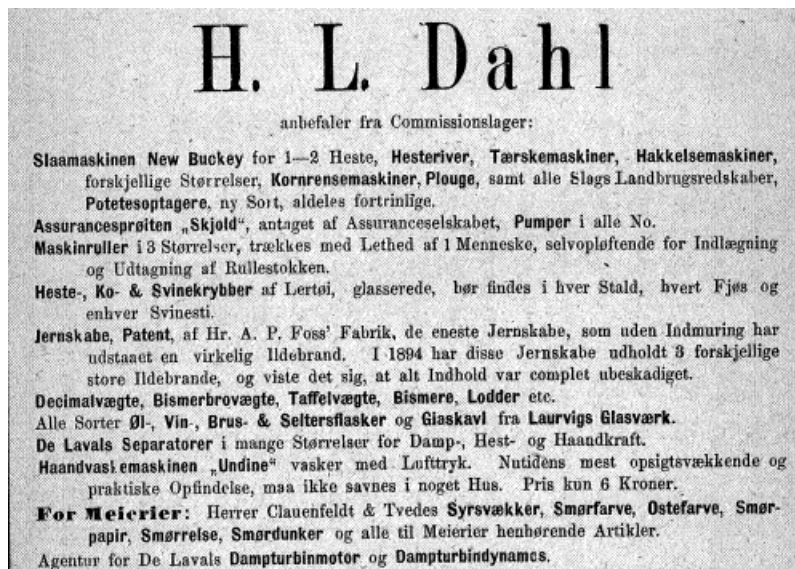 H. L. Dahl
anbefaler fra Commissionslager:
Slaamaskinen New Buckey for 1—2 Heste, Hesteriver, Tærskemaskiner, Hakkelsemaskiner,
forskjellige Størrelser, Kornrensemaskiner, Plouge, samt alle Slags Landbrugsredskaber,
Potetesoptagere, ny Sort, aldeles fortrinlige.
Assurancesprøiten „Skjold“, antaget af Assuranceselskabet, Pumper i alle No.
Maskinruller i 3 Størrelser, trækkes med Lethed af 1 Menneske, selvopløftende for Indlægning
og Udtagning af Rullestokken.
Heste-, Ko- & Svinekrybber af Lertøi, glasserede, bør findes i hver Stald, hvert Fjøs og
enhver Svinesti.
Jernskabe, Patent, af Hr. A. P. Foss' Fabrik, de eneste Jernskabe, som uden Indmuring har
udstaaet en virkelig Ildebrand. I 1894 har disse Jernskabe udholdt 3 forskjellige
store Ildebrande, og viste det sig, at alt Indhold var complet ubeskadiget.
Decimalvægte, Bismerbrovægte, Taffelvægte, Bismere, Lodder etc.
Alle Sorter Øl-, Vin-, Brus- & Seltersflasker og Glaskavl fra Laurvigs Glasværk.
De Lavals Separatorer i mange Størrelser for Damp-, Hest- og Haandkraft.
Haandvaskemaskinen „Undine“ vasker med Lufttryk. Nutidens mest opsigtsvækkende og
praktiske Opfindelse, maa ikke savnes i noget Hus. Pris kun 6 Kroner.
For Meierier: Herrer Clauenfeldt & Tvedes Syrsvækker, Smørfarve, Ostefarve, Smør-
papir, Smørrelse, Smørdunker og alle til Meierier henhørende Artikler.
Agentur for De Lavals Dampturbinmotor og Dampturbindynamos.